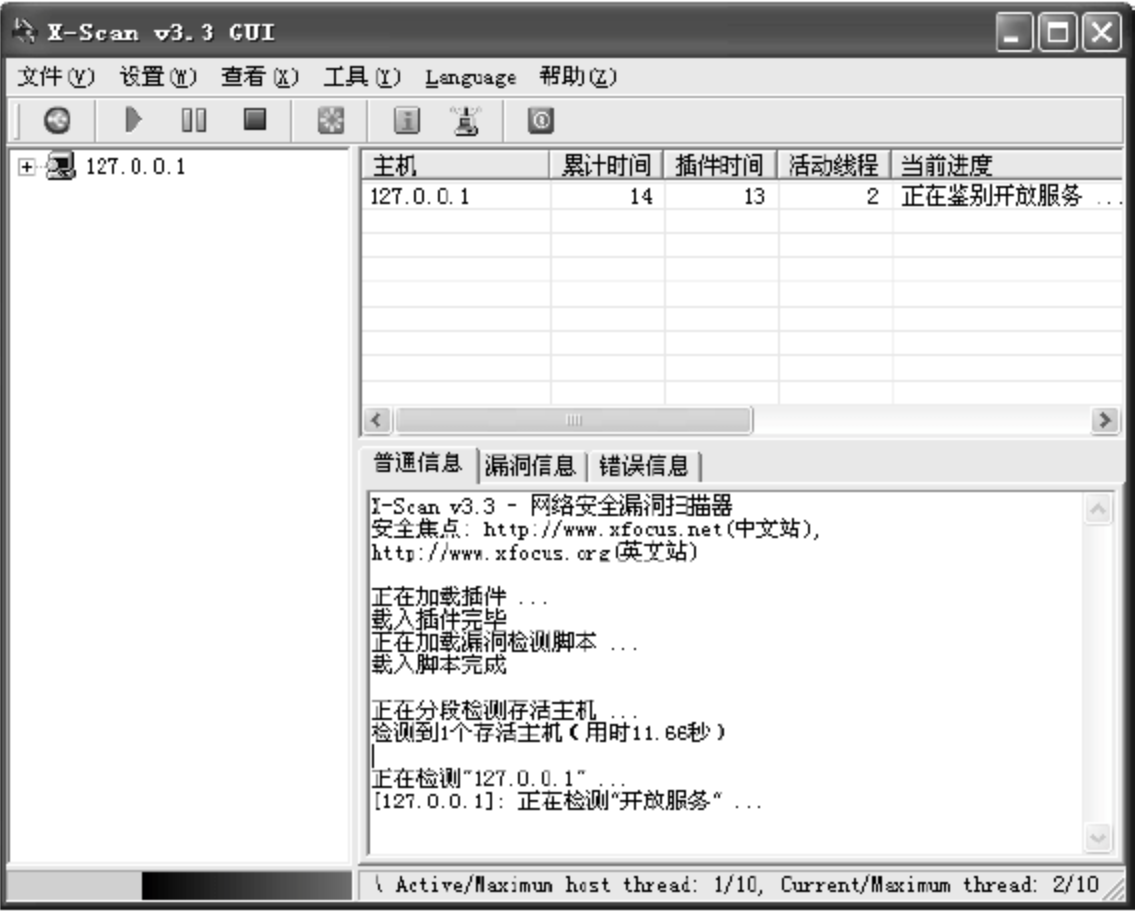 X-Scan v3.3 GUI
文件(V) 设置(W) 查看(X) 工具(Y) Language 帮助(Z)
127.0.0.1
主机 累计时间 插件时间 活动线程 当前进度
127.0.0.1 14 13 2 正在鉴别开放服务 ...
普通信息 漏洞信息 错误信息
X-Scan v3.3 - 网络安全漏洞扫描器
安全焦点: http://www.xfocus.net(中文站),
http://www.xfocus.org(英文站)
正在加载插件 ...
载入插件完毕
正在加载漏洞检测脚本 ...
载入脚本完成
正在分段检测存活主机 ...
检测到1个存活主机(用时11.66秒)
正在检测"127.0.0.1" ...
[127.0.0.1]: 正在检测"开放服务" ...
\ Active/Maximun host thread: 1/10, Current/Maximum thread: 2/10